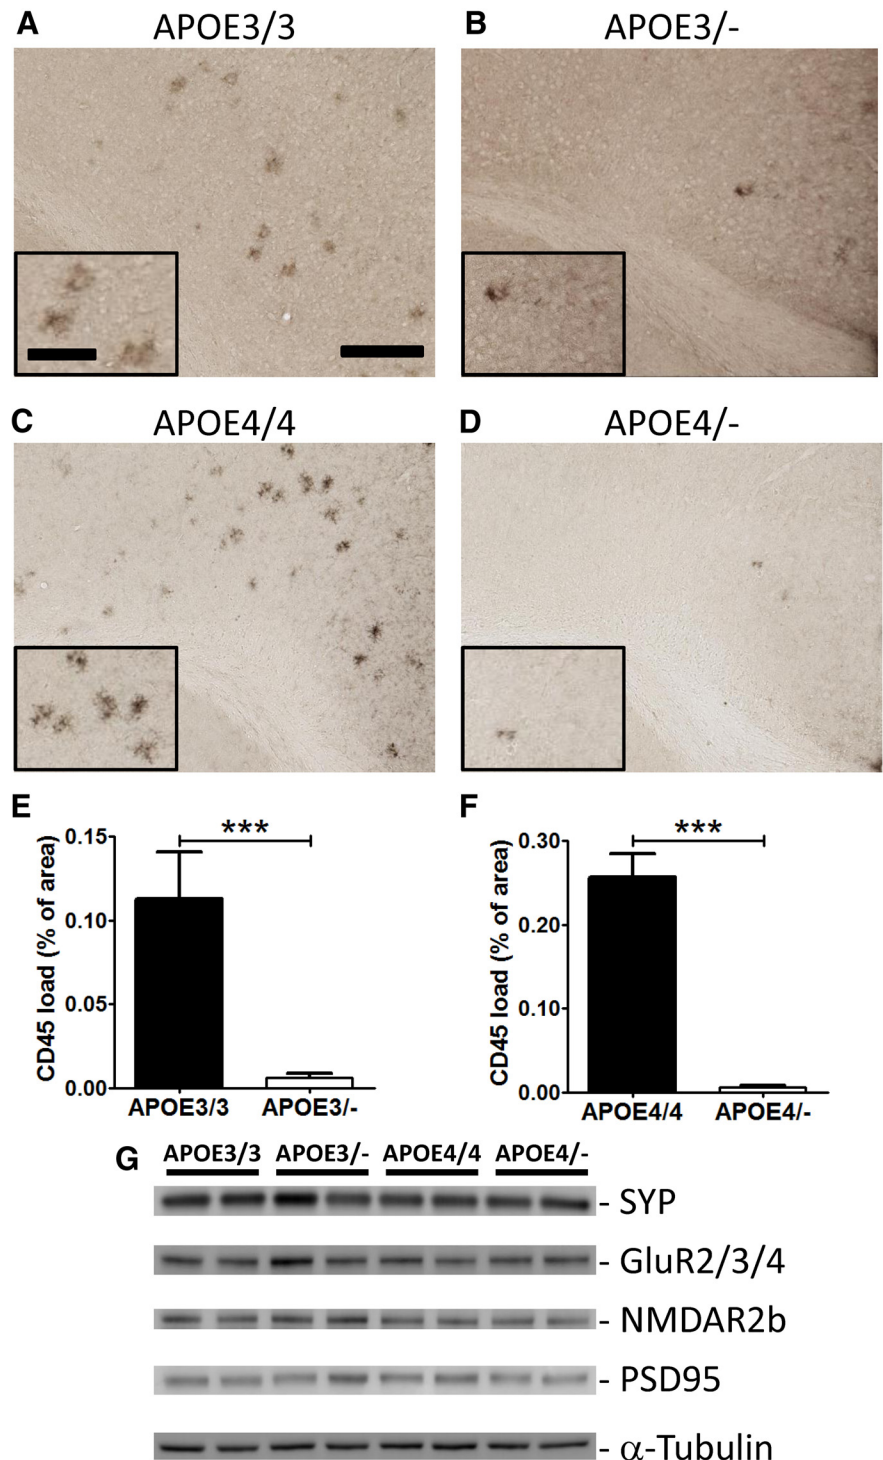 A APOE3/3
B APOE3/-
C APOE4/4
D APOE4/-
E
***
CD45 load (% of area)
0.15
0.10
0.05
0.00
APOE3/3 APOE3/-
F
***
CD45 load (% of area)
0.30
0.20
0.10
0.00
APOE4/4 APOE4/-
G APOE3/3 APOE3/- APOE4/4 APOE4/-
- SYP
- GluR2/3/4
- NMDAR2b
- PSD95
- α-Tubulin